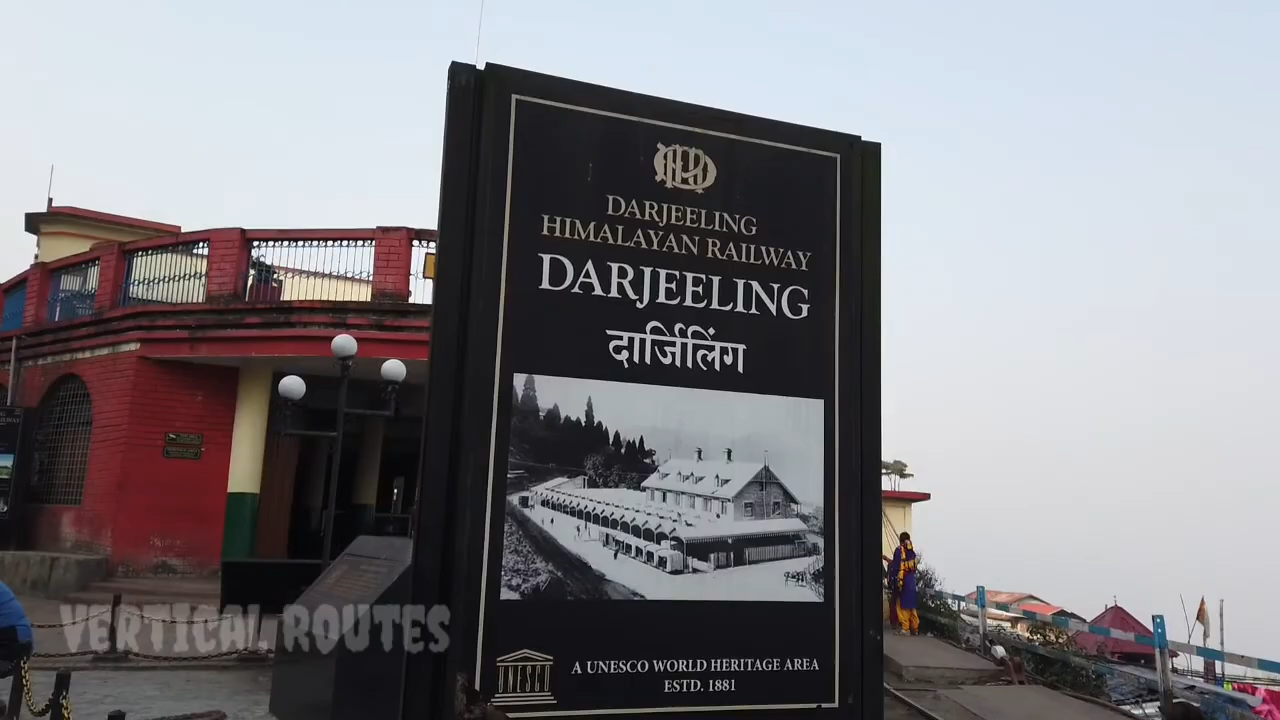 DHR
DARJEELING
HIMALAYAN RAILWAY
DARJEELING
दार्जिलिंग
UNESCO
A UNESCO WORLD HERITAGE AREA
ESTD. 1881
VERTICAL ROUTES